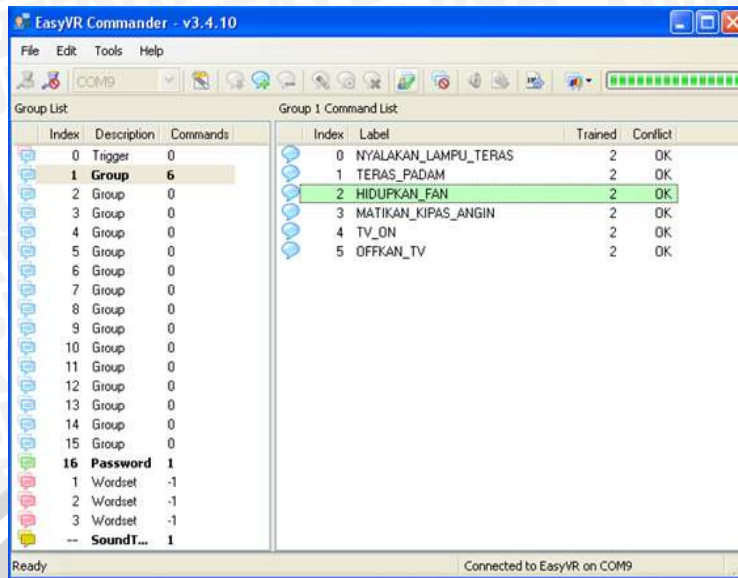 EasyVR Commander - v3.4.10
File Edit Tools Help
COM9
Group List
Index Description Commands
0 Trigger 0
1 Group 6
2 Group 0
3 Group 0
4 Group 0
5 Group 0
6 Group 0
7 Group 0
8 Group 0
9 Group 0
10 Group 0
11 Group 0
12 Group 0
13 Group 0
14 Group 0
15 Group 0
16 Password 1
1 Wordset -1
2 Wordset -1
3 Wordset -1
-- SoundT... 1
Group 1 Command List
Index Label Trained Conflict
0 NYALAKAN_LAMPU_TERAS 2 OK
1 TERAS_PADAM 2 OK
2 HIDUPKAN_FAN 2 OK
3 MATIKAN_KIPAS_ANGIN 2 OK
4 TV_ON 2 OK
5 OFFKAN_TV 2 OK
Ready
Connected to EasyVR on COM9